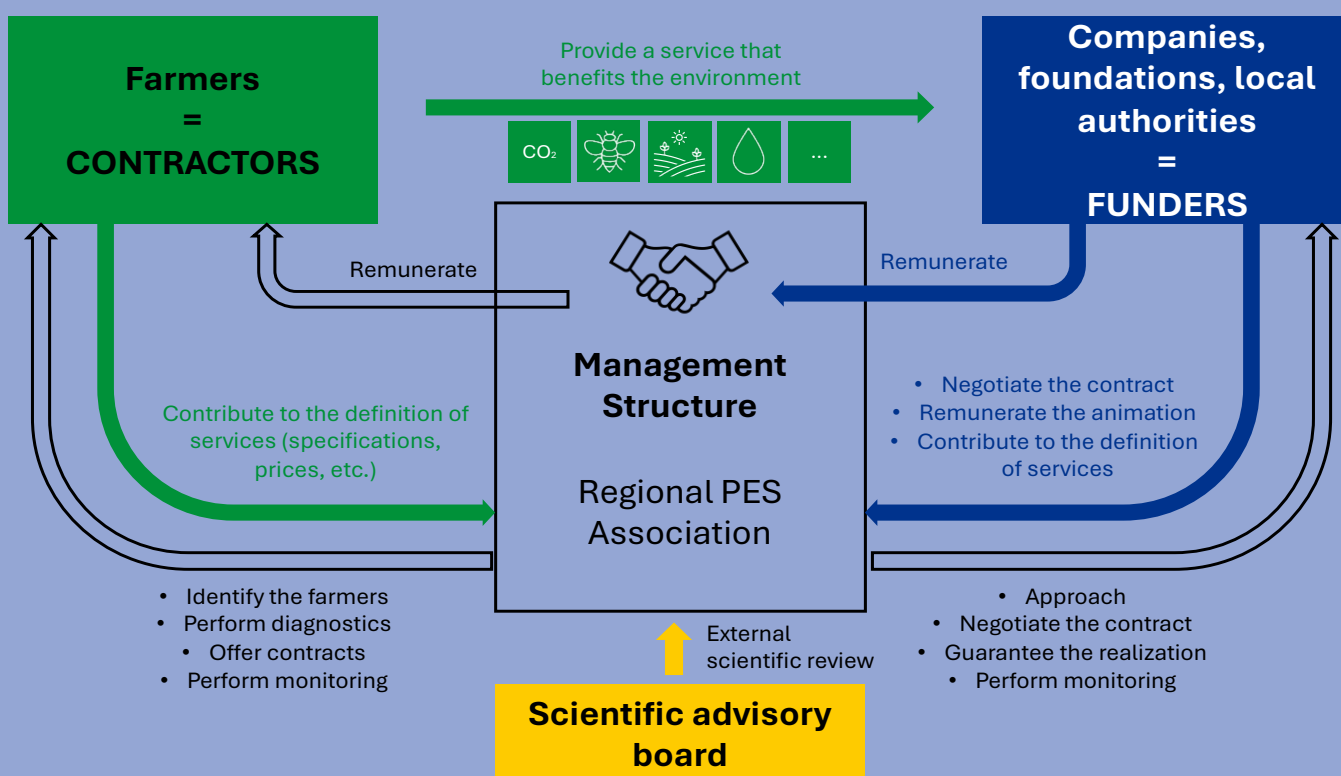 Farmers
=
CONTRACTORS
Provide a service that
benefits the environment
CO₂
...
Companies,
foundations, local
authorities
=
FUNDERS
Remunerate
Remunerate
Management
Structure
Regional PES
Association
Contribute to the definition of
services (specifications,
prices, etc.)
• Negotiate the contract
• Remunerate the animation
• Contribute to the definition
of services
• Identify the farmers
• Perform diagnostics
• Offer contracts
• Perform monitoring
External
scientific review
• Approach
• Negotiate the contract
• Guarantee the realization
• Perform monitoring
Scientific advisory
board